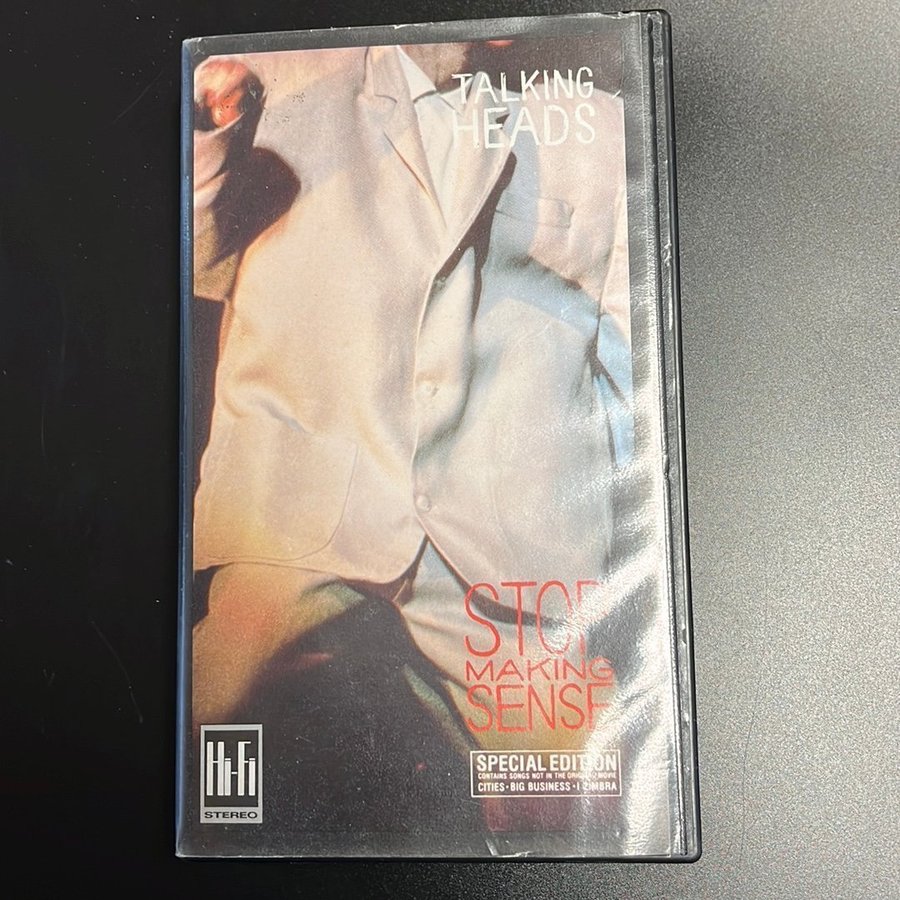 TALKING
HEADS
STOP
MAKING
SENSE
Hi-Fi
STEREO
SPECIAL EDITION
CONTAINS SONGS NOT IN THE ORIGINAL MOVIE
CITIES • BIG BUSINESS • I ZIMBRA